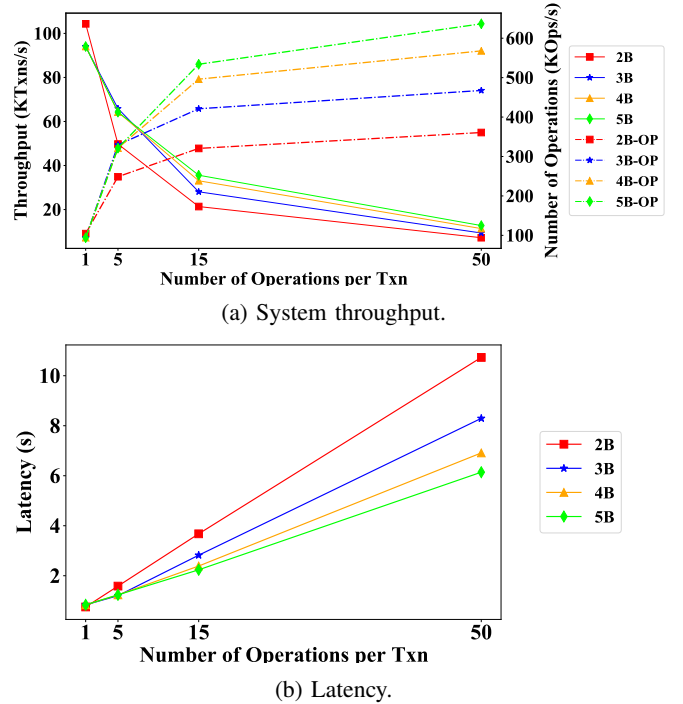 Throughput (KTxns/s)
100
80
60
40
20
Number of Operations (KOps/s)
600
500
400
300
200
100
1 5 15 50
Number of Operations per Txn
2B
3B
4B
5B
2B-OP
3B-OP
4B-OP
5B-OP
(a) System throughput.
Latency (s)
10
8
6
4
2
1 5 15 50
Number of Operations per Txn
2B
3B
4B
5B
(b) Latency.